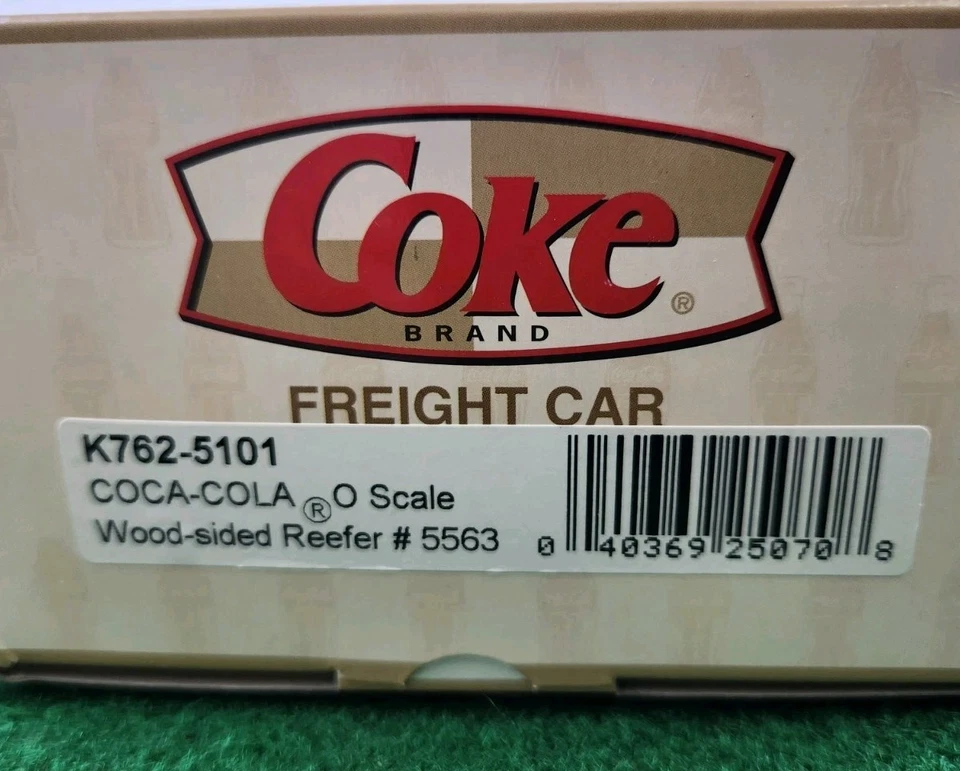 Coke ®
BRAND
FREIGHT CAR
K762-5101
COCA-COLA ® O Scale
Wood-sided Reefer # 5563
0 40369 25070 8